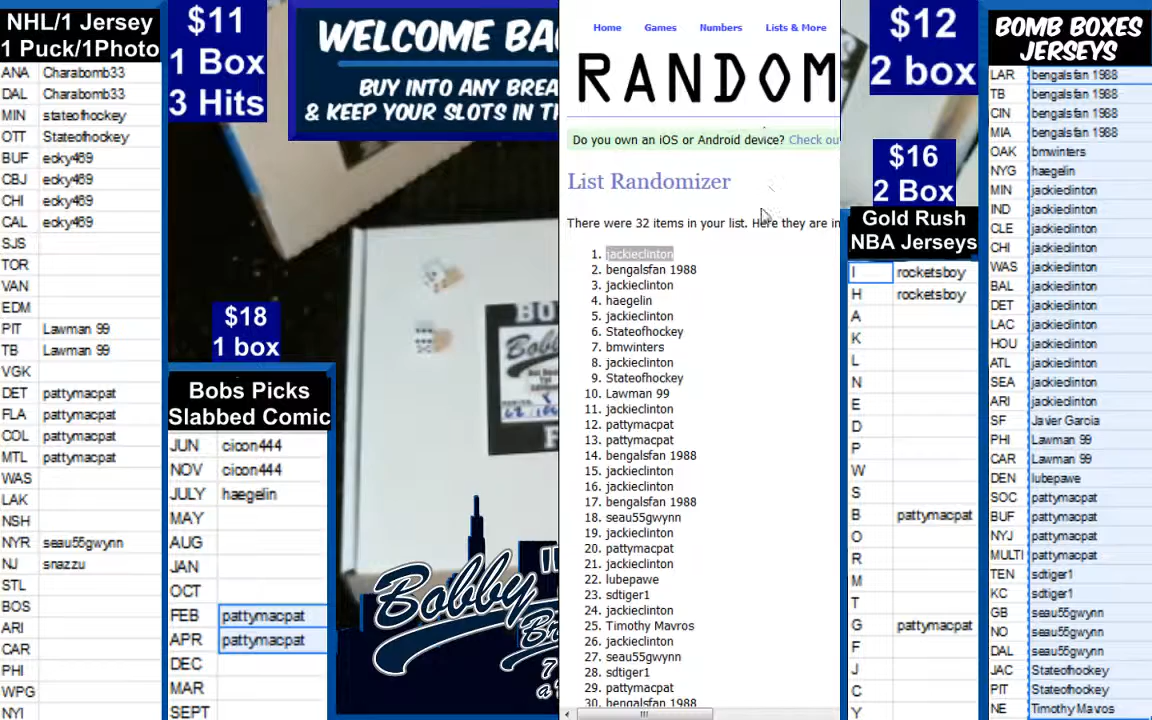 NHL/1 Jersey
1 Puck/1Photo
ANA Charabomb33
DAL Charabomb33
MIN stateofhockey
OTT Stateofhockey
BUF ecky469
CBJ ecky469
CHI ecky469
CAL ecky469
SJS
TOR
VAN
EDM
PIT Lawman 99
TB Lawman 99
VGK
DET pattymacpat
FLA pattymacpat
COL pattymacpat
MTL pattymacpat
WAS
LAK
NSH
NYR seau55gwynn
NJ snazzu
STL
BOS
ARI
CAR
PHI
WPG
NYI
$11
1 Box
3 Hits
$18
1 box
Bobs Picks
Slabbed Comic
JUN cicon444
NOV cicon444
JULY haegelin
MAY
AUG
JAN
OCT
FEB pattymacpat
APR pattymacpat
DEC
MAR
SEPT
WELCOME BA
BUY INTO ANY BREA
& KEEP YOUR SLOTS IN TH
Bobby
Home Games Numbers Lists & More
RANDOM
Do you own an iOS or Android device? Check ou
List Randomizer
There were 32 items in your list. Here they are in
1. jackieclinton
2. bengalsfan 1988
3. jackieclinton
4. haegelin
5. jackieclinton
6. Stateofhockey
7. bmwinters
8. jackieclinton
9. Stateofhockey
10. Lawman 99
11. jackieclinton
12. pattymacpat
13. pattymacpat
14. bengalsfan 1988
15. jackieclinton
16. jackieclinton
17. bengalsfan 1988
18. seau55gwynn
19. jackieclinton
20. pattymacpat
21. jackieclinton
22. lubepawe
23. sdtiger1
24. jackieclinton
25. Timothy Mavros
26. jackieclinton
27. seau55gwynn
28. sdtiger1
29. pattymacpat
30. bengalsfan 1988
$12
2 box
$16
2 Box
Gold Rush
NBA Jerseys
I rocketsboy
H rocketsboy
A
K
L
N
E
D
P
W
S
B pattymacpat
O
R
M
T
G pattymacpat
F
J
C
Y
BOMB BOXES
JERSEYS
LAR bengalsfan 1988
TB bengalsfan 1988
CIN bengalsfan 1988
MIA bengalsfan 1988
OAK bmwinters
NYG haegelin
MIN jackieclinton
IND jackieclinton
CLE jackieclinton
CHI jackieclinton
WAS jackieclinton
BAL jackieclinton
DET jackieclinton
LAC jackieclinton
HOU jackieclinton
ATL jackieclinton
SEA jackieclinton
ARI jackieclinton
SF Javier Garcia
PHI Lawman 99
CAR Lawman 99
DEN lubepawe
SOC pattymacpat
BUF pattymacpat
NYJ pattymacpat
MULTI pattymacpat
TEN sdtiger1
KC sdtiger1
GB seau55gwynn
NO seau55gwynn
DAL seau55gwynn
JAC Stateofhockey
PIT Stateofhockey
NE Timothy Mavros